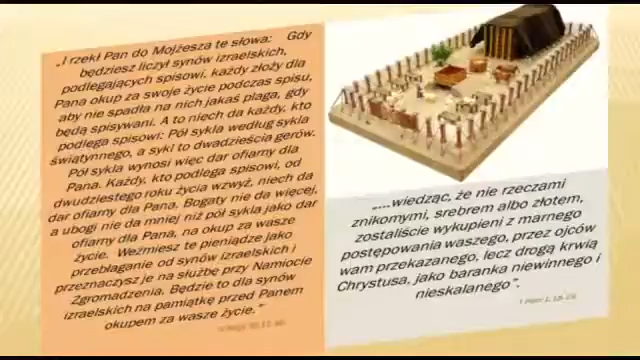 „I rzekł Pan do Mojżesza te słowa: Gdy
będziesz liczył synów izraelskich,
podlegających spisowi, każdy złoży dla
Pana okup za swoje życie podczas spisu,
aby nie spadła na nich jakaś plaga, gdy
będą spisywani. A to niech da każdy, kto
podlega spisowi: Pół sykla według sykla
świątynnego, a sykl to dwadzieścia gerów.
Pół sykla wynosi więc dar ofiarny dla
Pana. Każdy, kto podlega spisowi, od
dwudziestego roku życia wzwyż, niech da
dar ofiarny dla Pana. Bogaty nie da więcej,
a ubogi nie da mniej niż pół sykla jako dar
ofiarny dla Pana, na okup za wasze
życie. Weźmiesz te pieniądze jako
przebłaganie od synów izraelskich i
przeznaczysz je na służbę przy Namiocie
Zgromadzenia. Będzie to dla synów
izraelskich na pamiątkę przed Panem
okupem za wasze życie.”
„...wiedząc, że nie rzeczami
znikomymi, srebrem albo złotem,
zostaliście wykupieni z marnego
postępowania waszego, przez ojców
wam przekazanego, lecz drogą krwią
Chrystusa, jako baranka niewinnego i
nieskalanego”.